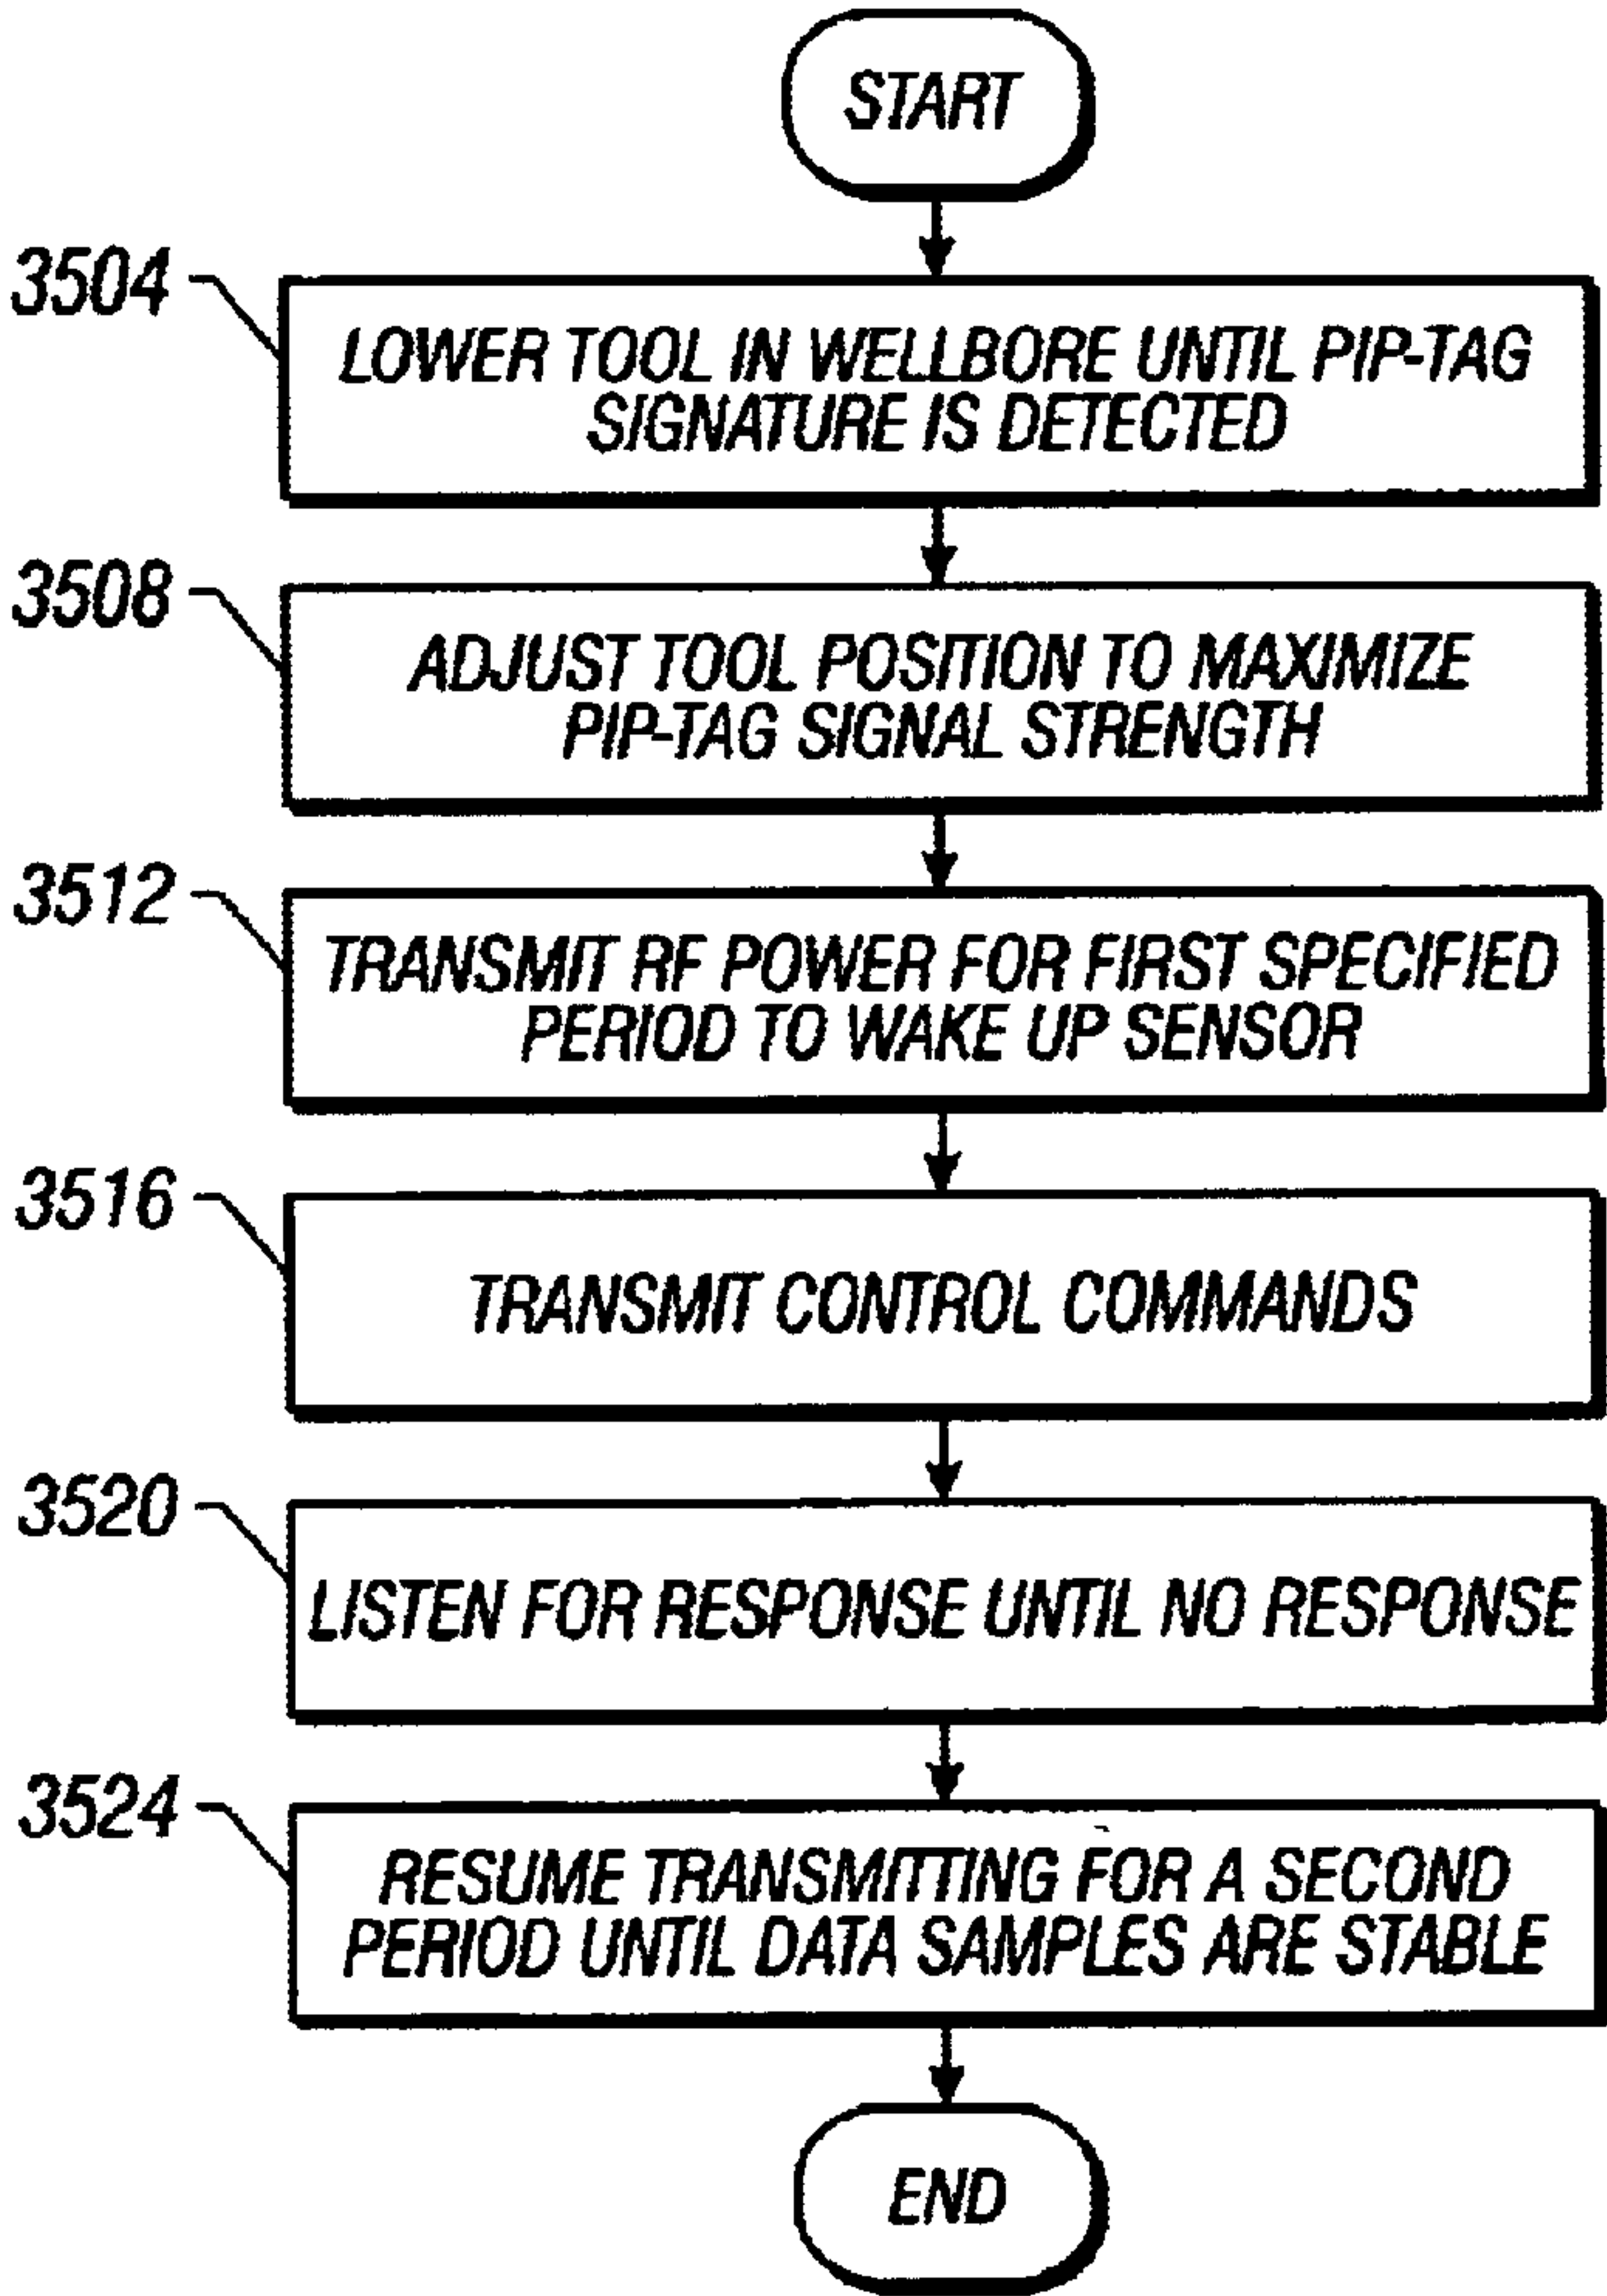 START
3504
LOWER TOOL IN WELLBORE UNTIL PIP-TAG
SIGNATURE IS DETECTED
3508
ADJUST TOOL POSITION TO MAXIMIZE
PIP-TAG SIGNAL STRENGTH
3512
TRANSMIT RF POWER FOR FIRST SPECIFIED
PERIOD TO WAKE UP SENSOR
3516
TRANSMIT CONTROL COMMANDS
3520
LISTEN FOR RESPONSE UNTIL NO RESPONSE
3524
RESUME TRANSMITTING FOR A SECOND
PERIOD UNTIL DATA SAMPLES ARE STABLE
END